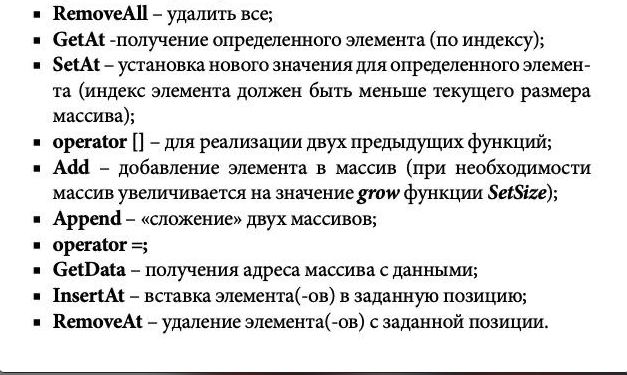 ▪ RemoveAll – удалить все;
▪ GetAt -получение определенного элемента (по индексу);
▪ SetAt – установка нового значения для определенного элемен-
та (индекс элемента должен быть меньше текущего размера
массива);
▪ operator [] – для реализации двух предыдущих функций;
▪ Add – добавление элемента в массив (при необходимости
массив увеличивается на значение grow функции SetSize);
▪ Append – «сложение» двух массивов;
▪ operator =;
▪ GetData – получения адреса массива с данными;
▪ InsertAt – вставка элемента(-ов) в заданную позицию;
▪ RemoveAt – удаление элемента(-ов) с заданной позиции.